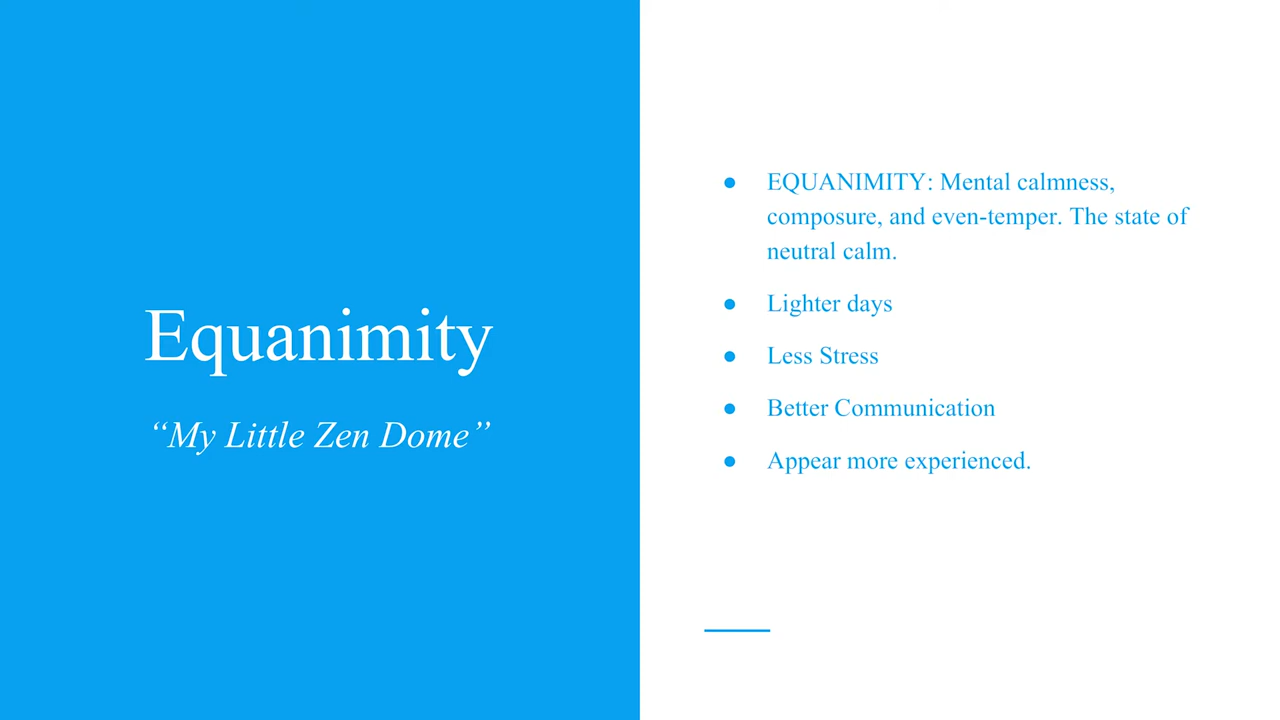 Equanimity
“My Little Zen Dome”
● EQUANIMITY: Mental calmness,
composure, and even-temper. The state of
neutral calm.
● Lighter days
● Less Stress
● Better Communication
● Appear more experienced.